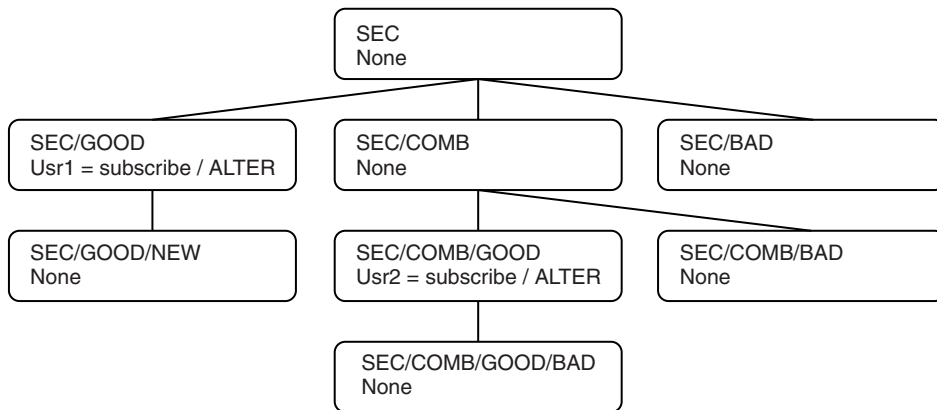 SEC
None
SEC/GOOD
Usr1 = subscribe / ALTER
SEC/COMB
None
SEC/BAD
None
SEC/GOOD/NEW
None
SEC/COMB/GOOD
Usr2 = subscribe / ALTER
SEC/COMB/BAD
None
SEC/COMB/GOOD/BAD
None